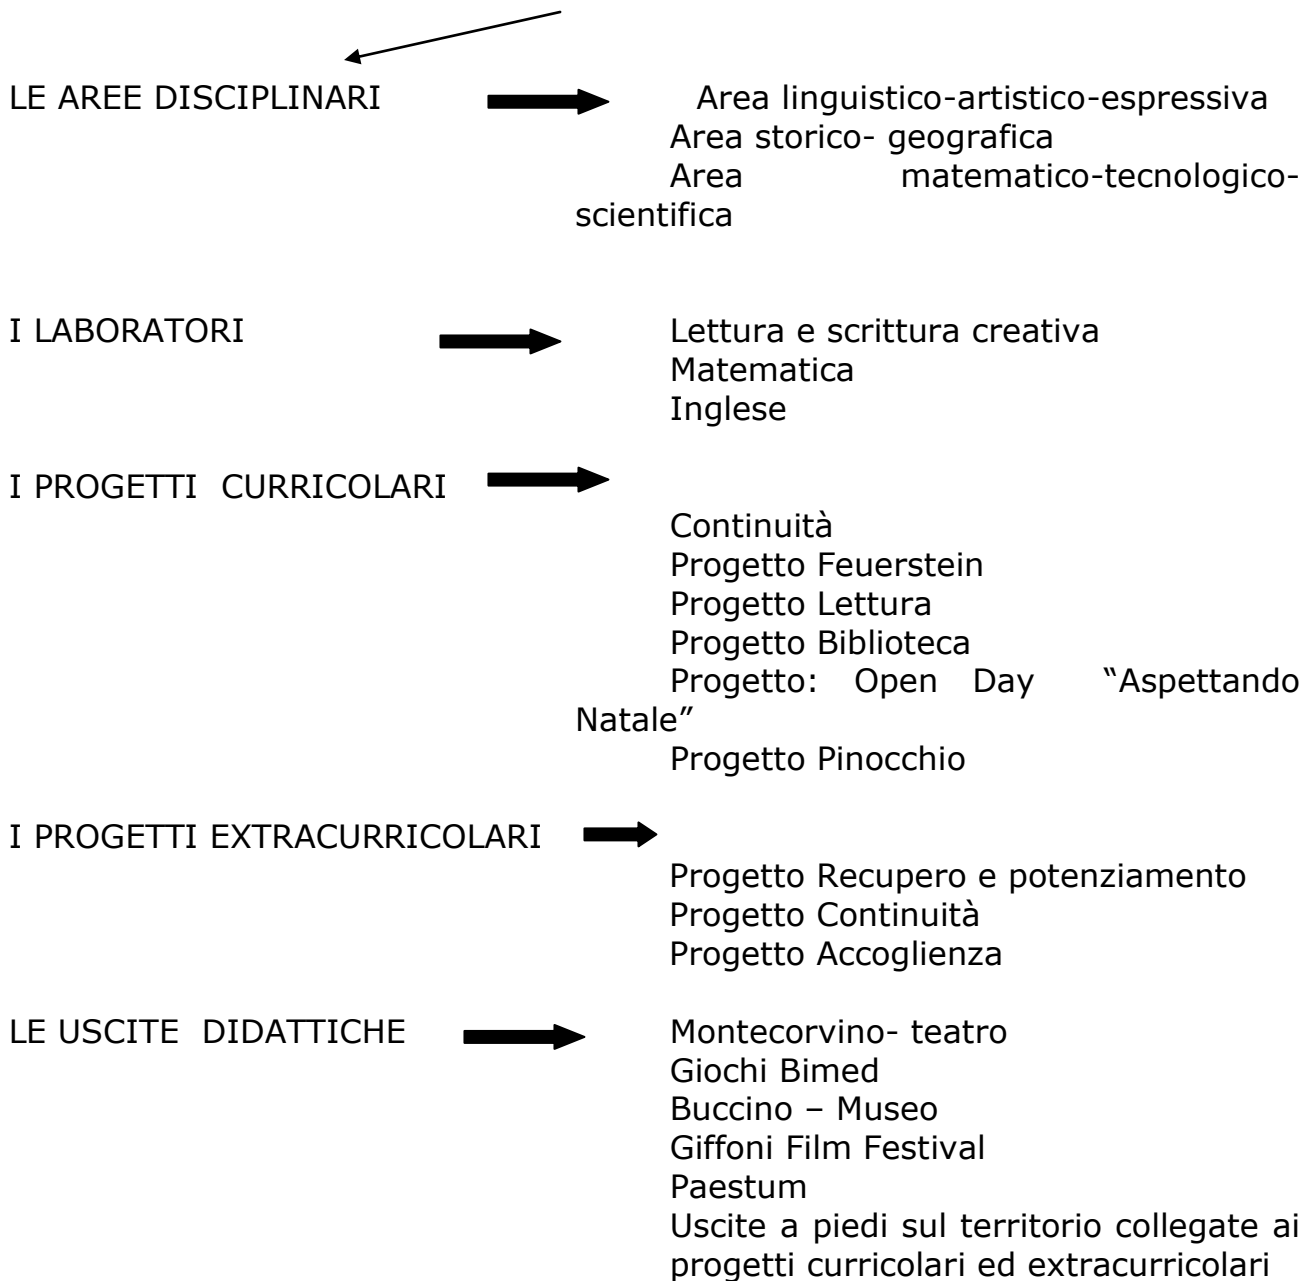 LE AREE DISCIPLINARI Area linguistico-artistico-espressiva
Area storico- geografica
Area matematico-tecnologico-
scientifica
I LABORATORI Lettura e scrittura creativa
Matematica
Inglese
I PROGETTI CURRICOLARI
Continuità
Progetto Feuerstein
Progetto Lettura
Progetto Biblioteca
Progetto: Open Day “Aspettando
Natale”
Progetto Pinocchio
I PROGETTI EXTRACURRICOLARI
Progetto Recupero e potenziamento
Progetto Continuità
Progetto Accoglienza
LE USCITE DIDATTICHE Montecorvino- teatro
Giochi Bimed
Buccino – Museo
Giffoni Film Festival
Paestum
Uscite a piedi sul territorio collegate ai
progetti curricolari ed extracurricolari